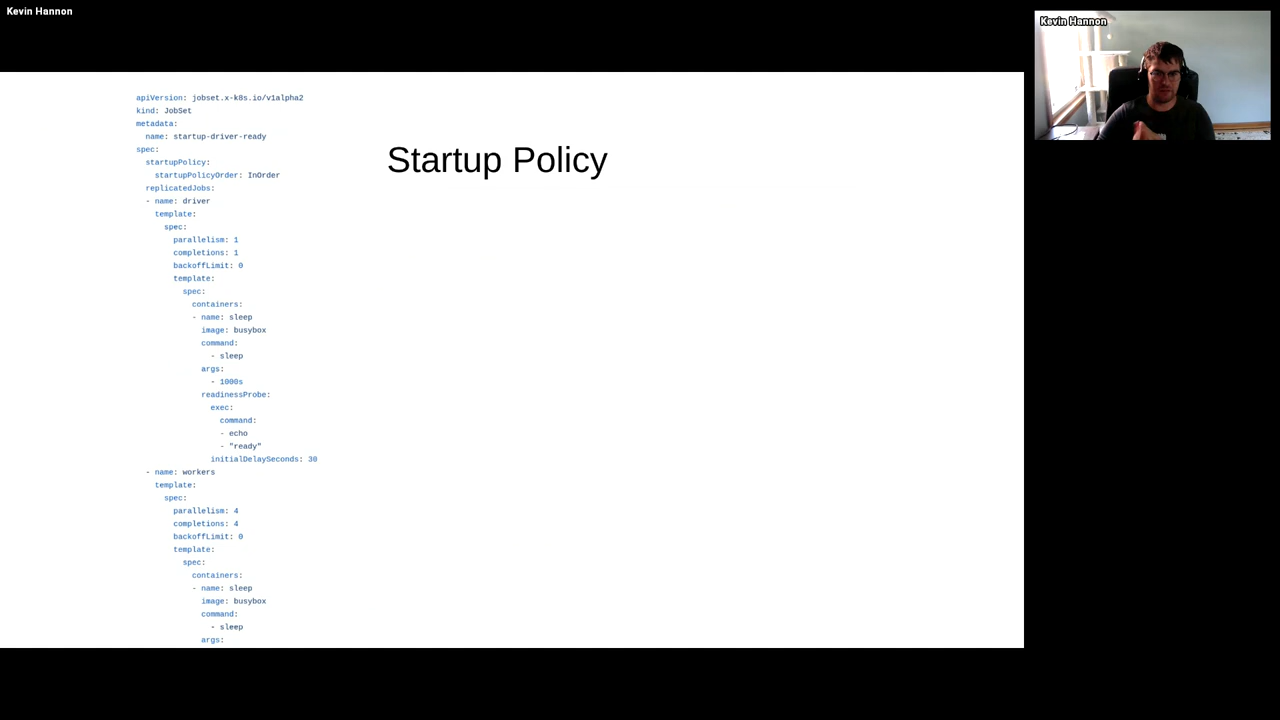 Kevin Hannon
Kevin Hannon
apiVersion: jobset.x-k8s.io/v1alpha2
kind: JobSet
metadata:
  name: startup-driver-ready
spec:
  startupPolicy:
    startupPolicyOrder: InOrder
  replicatedJobs:
  - name: driver
    template:
      spec:
        parallelism: 1
        completions: 1
        backoffLimit: 0
        template:
          spec:
            containers:
            - name: sleep
              image: busybox
              command:
                - sleep
              args:
                - 1000s
              readinessProbe:
                exec:
                  command:
                  - echo
                  - "ready"
                initialDelaySeconds: 30
  - name: workers
    template:
      spec:
        parallelism: 4
        completions: 4
        backoffLimit: 0
        template:
          spec:
            containers:
            - name: sleep
              image: busybox
              command:
                - sleep
              args:
Startup Policy